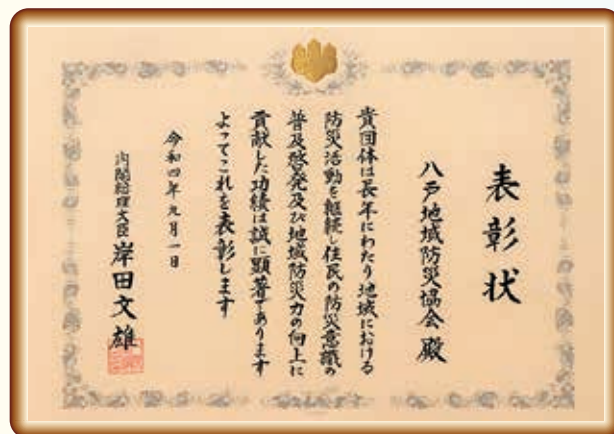 表彰状
八戸地域防災協会 殿
貴団体は長年にわたり地域における
防災活動を継続し住民の防災意識の
普及啓発及び地域防災力の向上に
貢献した功績は誠に顕著であります
よってこれを表彰します
令和四年九月一日
内閣総理大臣 岸田文雄